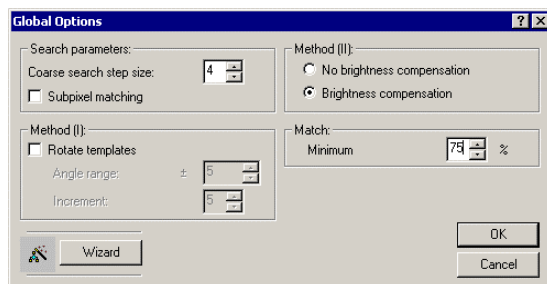 Global Options
Search parameters:
Coarse search step size: 4
Subpixel matching
Method (II):
No brightness compensation
Brightness compensation
Method (I):
Rotate templates
Angle range: ± 5
Increment: 5
Match:
Minimum 75 %
Wizard
OK
Cancel